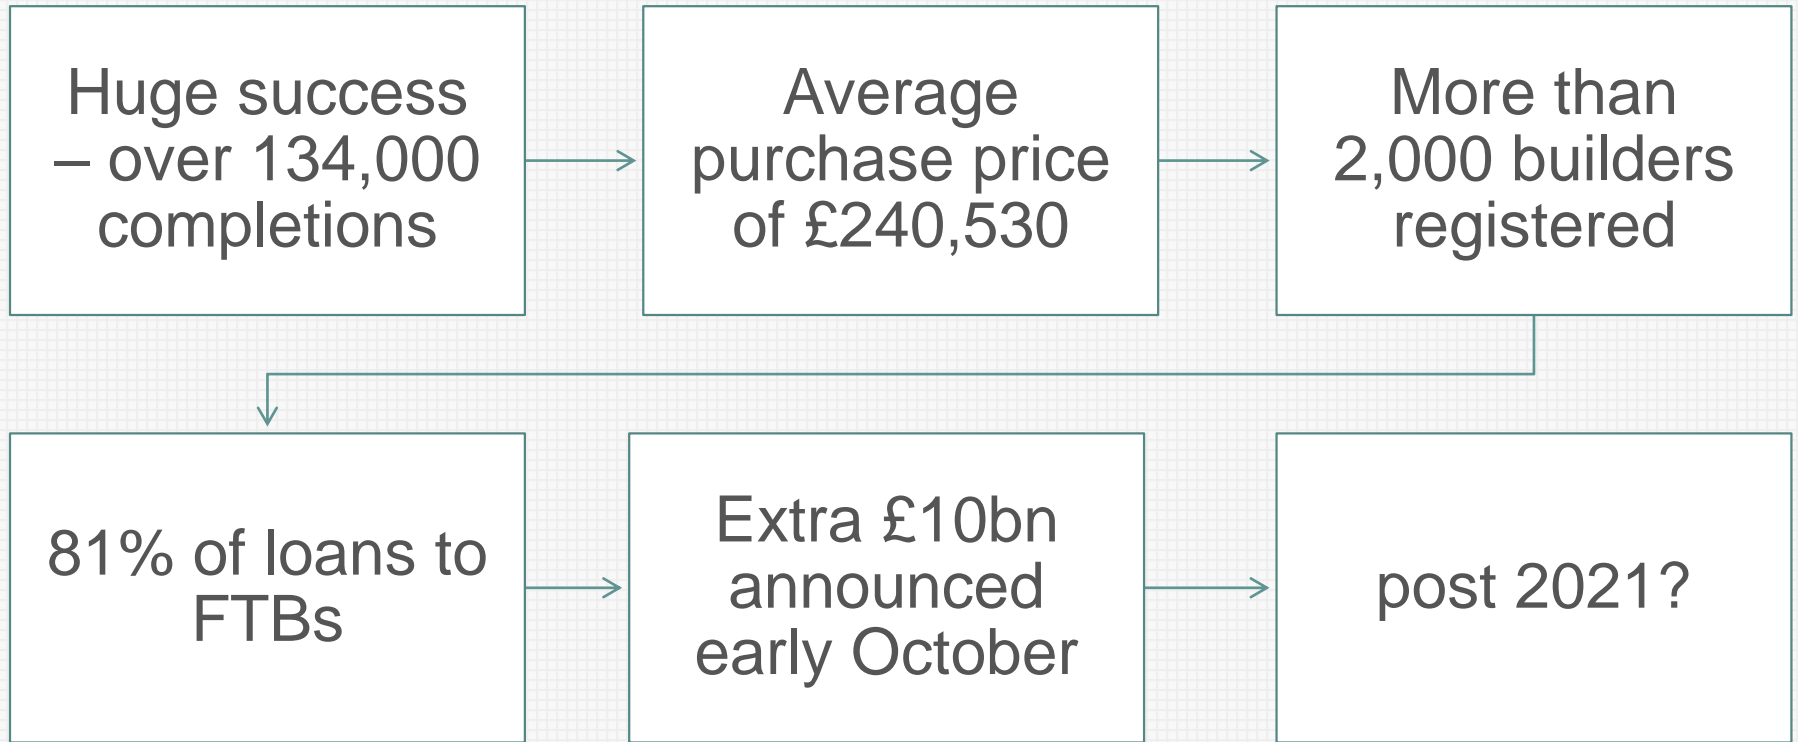 Huge success
– over 134,000
completions
Average
purchase price
of £240,530
More than
2,000 builders
registered
81% of loans to
FTBs
Extra £10bn
announced
early October
post 2021?